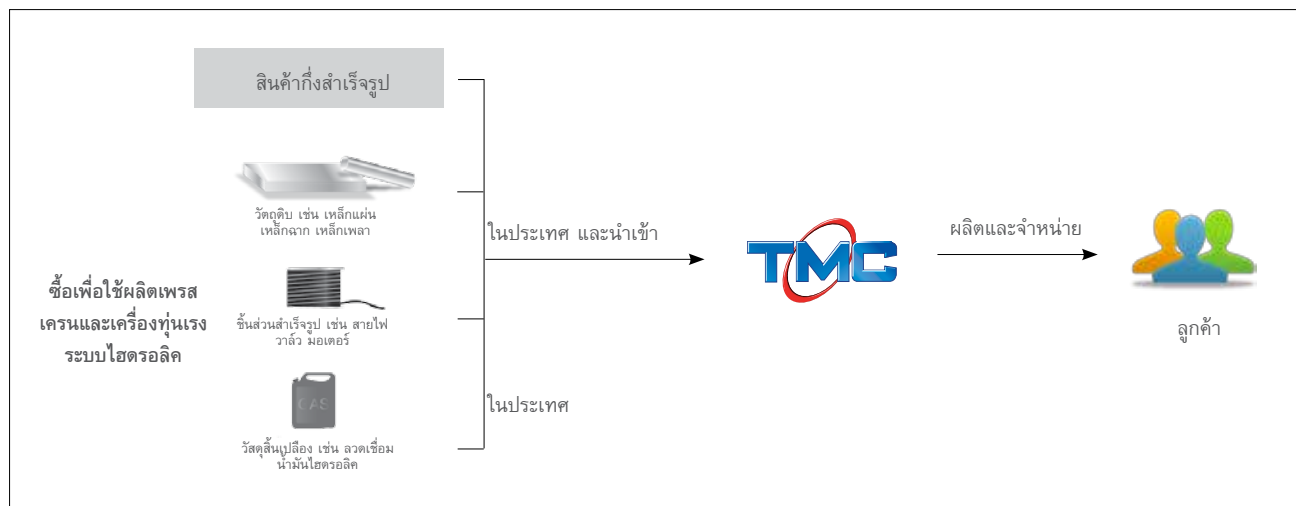 สินค้ากึ่งสำเร็จรูป
วัตถุดิบ เช่น เหล็กแผ่น
เหล็กฉาก เหล็กเพลา
ซื้อเพื่อใช้ผลิตเพรส
เครนและเครื่องทุ่นเรง
ระบบไฮดรอลิค
ชิ้นส่วนสำเร็จรูป เช่น สายไฟ
วาล์ว มอเตอร์
GAS
วัสดุสิ้นเปลือง เช่น ลวดเชื่อม
น้ำมันไฮดรอลิค
ในประเทศ และนำเข้า
ในประเทศ
TMC
ผลิตและจำหน่าย
ลูกค้า